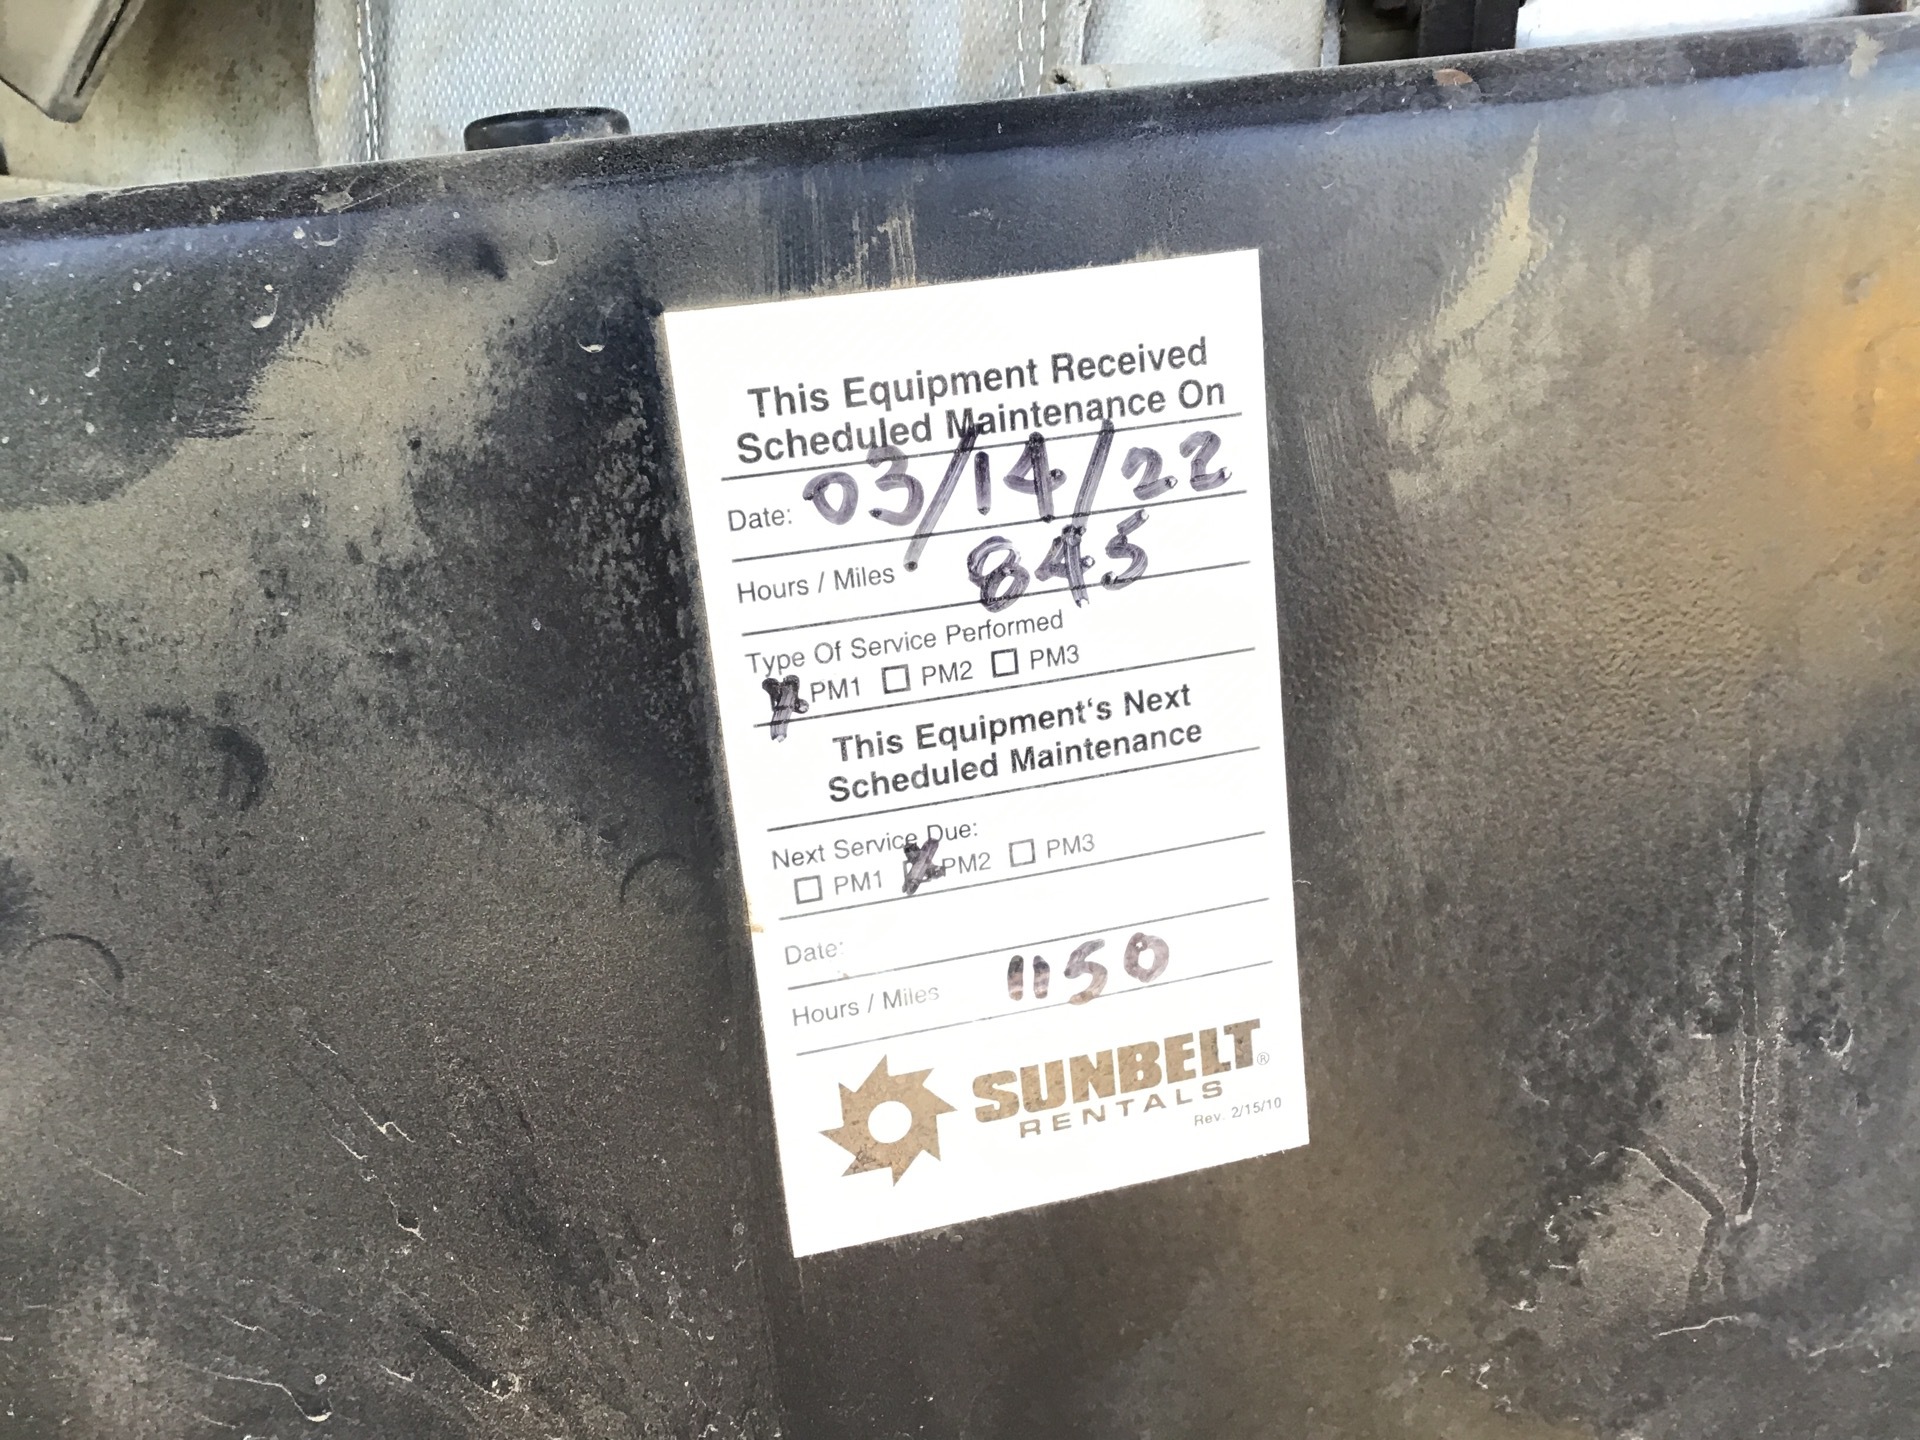 This Equipment Received
Scheduled Maintenance On
Date: 03/14/22
Hours / Miles 845
Type Of Service Performed
PM1 PM2 PM3
This Equipment's Next
Scheduled Maintenance
Next Service Due:
PM1 PM2 PM3
Date:
Hours / Miles 1150
SUNBELT®
RENTALS
Rev. 2/15/10